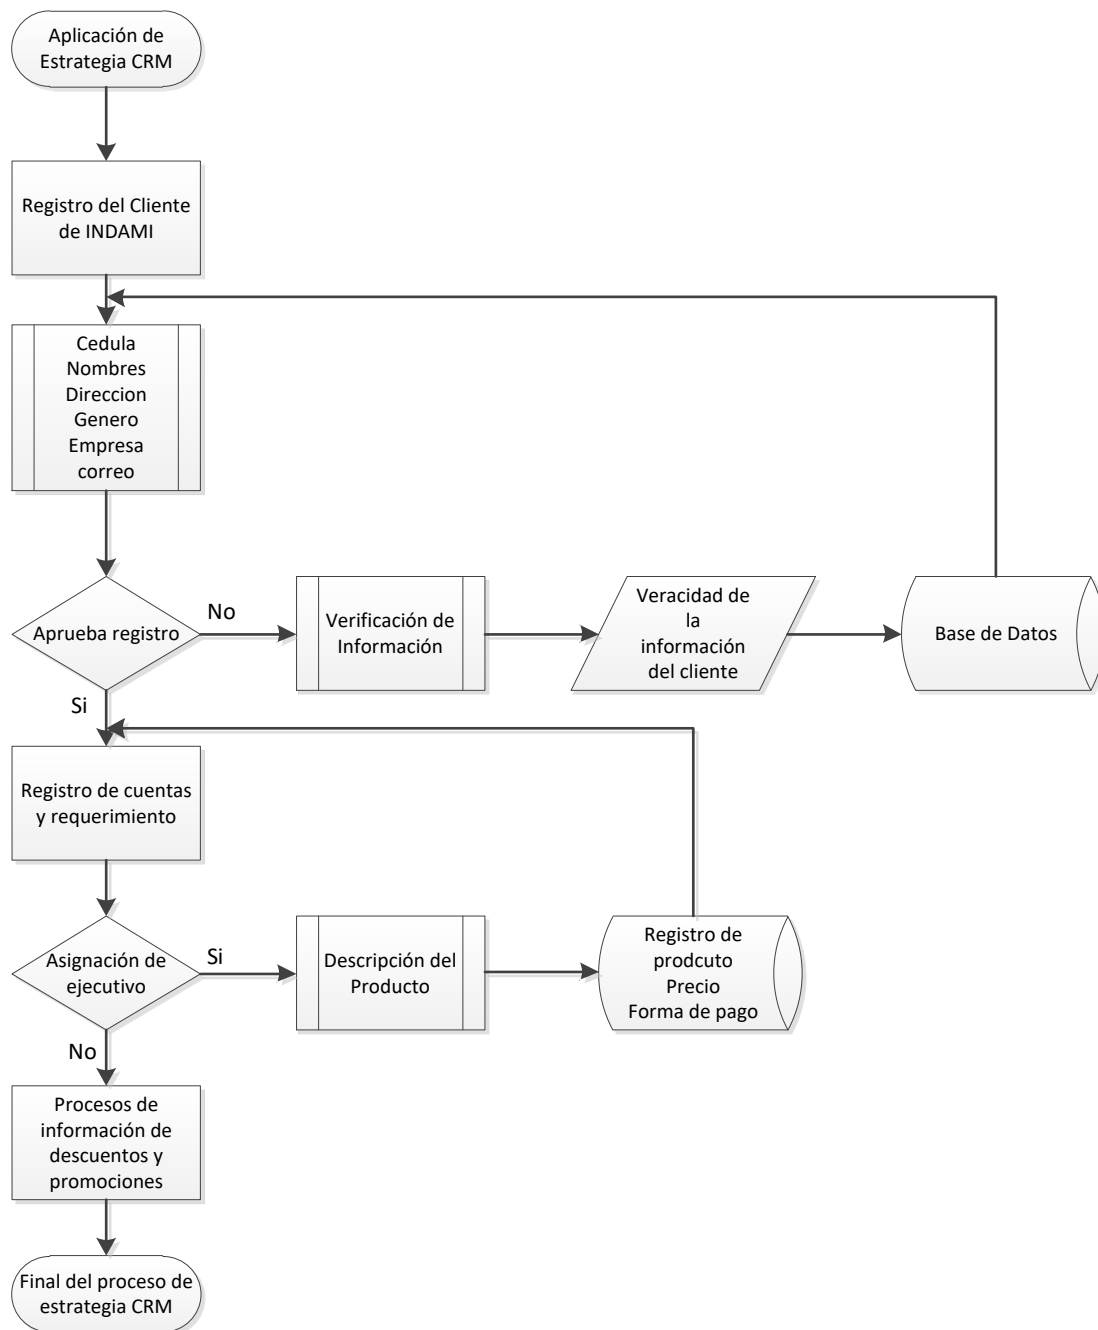 Aplicación de
Estrategia CRM
Registro del Cliente
de INDAMI
Cedula
Nombres
Direccion
Genero
Empresa
correo
Aprueba registro
No
Verificación de
Información
Veracidad de
la
información
del cliente
Base de Datos
Si
Registro de cuentas
y requerimiento
Asignación de
ejecutivo
Si
Descripción del
Producto
Registro de
prodcuto
Precio
Forma de pago
No
Procesos de
información de
descuentos y
promociones
Final del proceso de
estrategia CRM